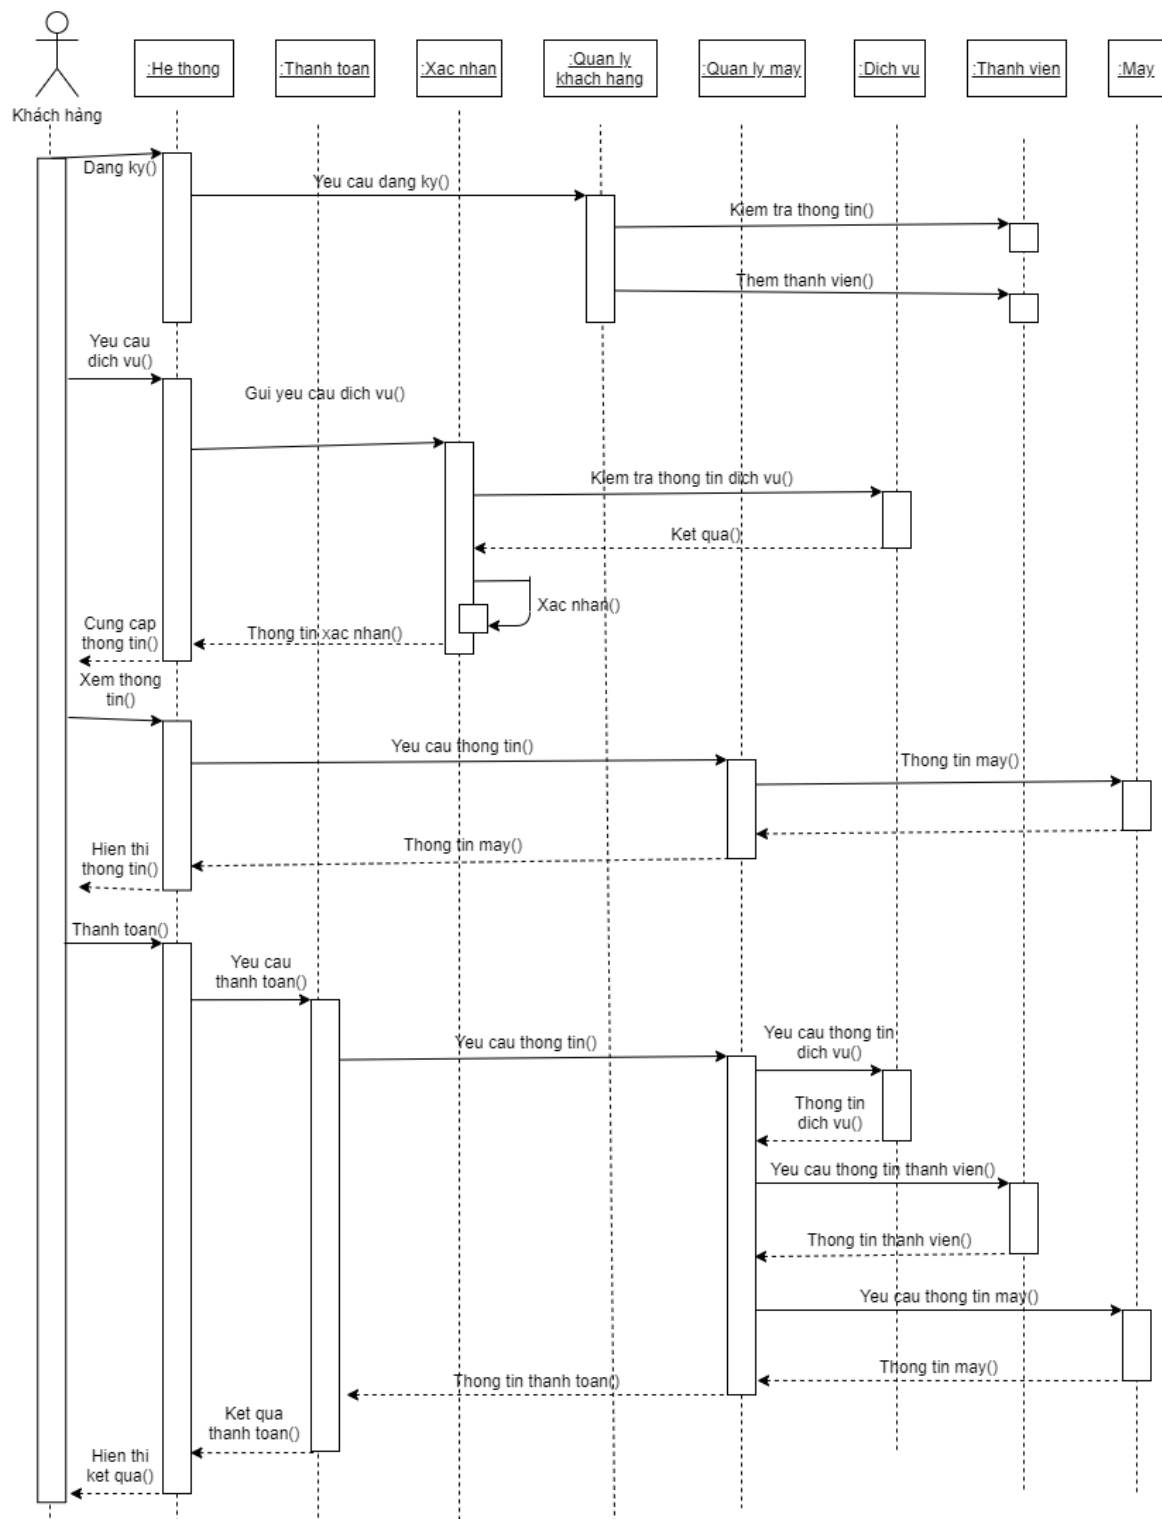 :He thong
:Thanh toan
:Xac nhan
:Quan ly
khach hang
:Quan ly may
:Dich vu
:Thanh vien
:May
Khách hàng
Dang ky()
Yeu cau dang ky()
Kiem tra thong tin()
Them thanh vien()
Yeu cau
dich vu()
Gui yeu cau dich vu()
Kiem tra thong tin dich vu()
Ket qua()
Xac nhan()
Cung cap
thong tin()
Thong tin xac nhan()
Xem thong
tin()
Yeu cau thong tin()
Thong tin may()
Thong tin may()
Hien thi
thong tin()
Thanh toan()
Yeu cau
thanh toan()
Yeu cau thong tin()
Yeu cau thong tin
dich vu()
Thong tin
dich vu()
Yeu cau thong tin thanh vien()
Thong tin thanh vien()
Yeu cau thong tin may()
Thong tin may()
Thong tin thanh toan()
Ket qua
thanh toan()
Hien thi
ket qua()